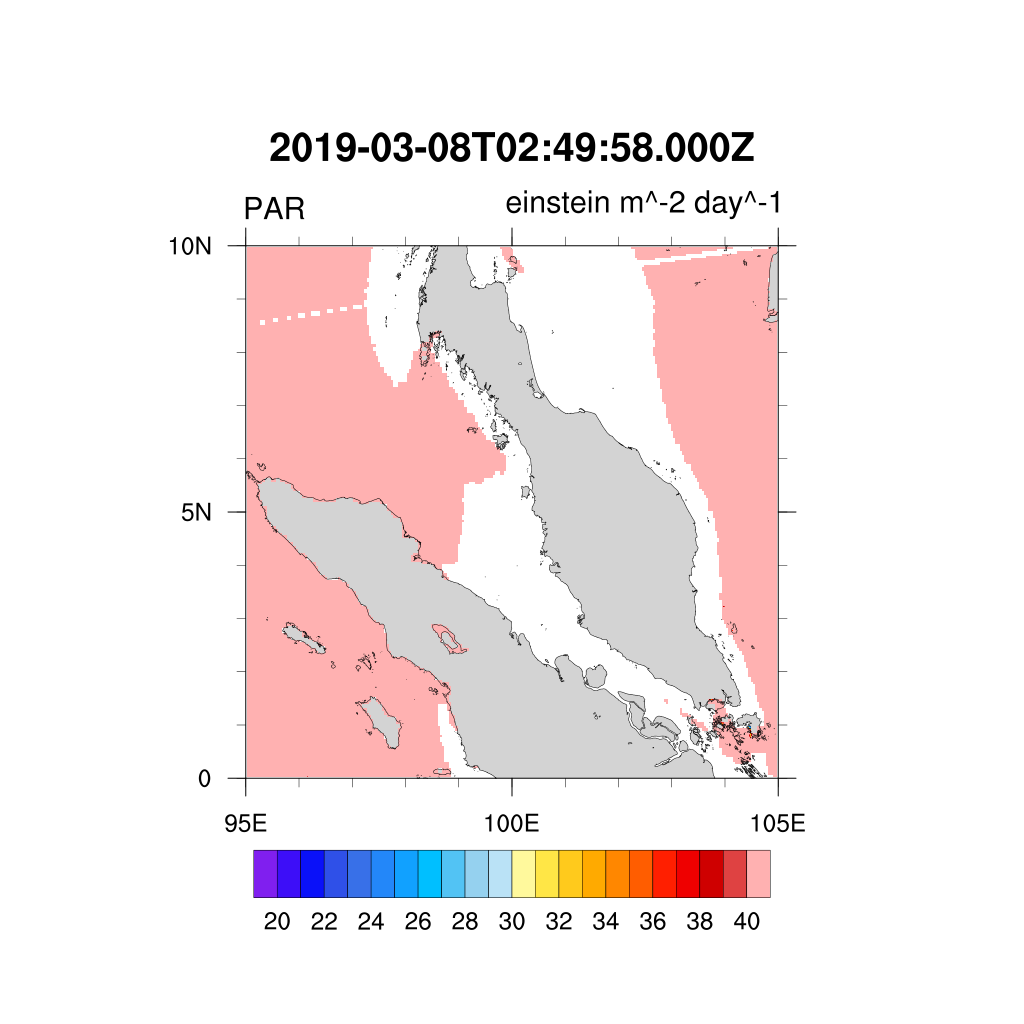 2019-03-08T02:49:58.000Z
PAR einstein m^-2 day^-1
10N
5N
0
95E 100E 105E
20 22 24 26 28 30 32 34 36 38 40